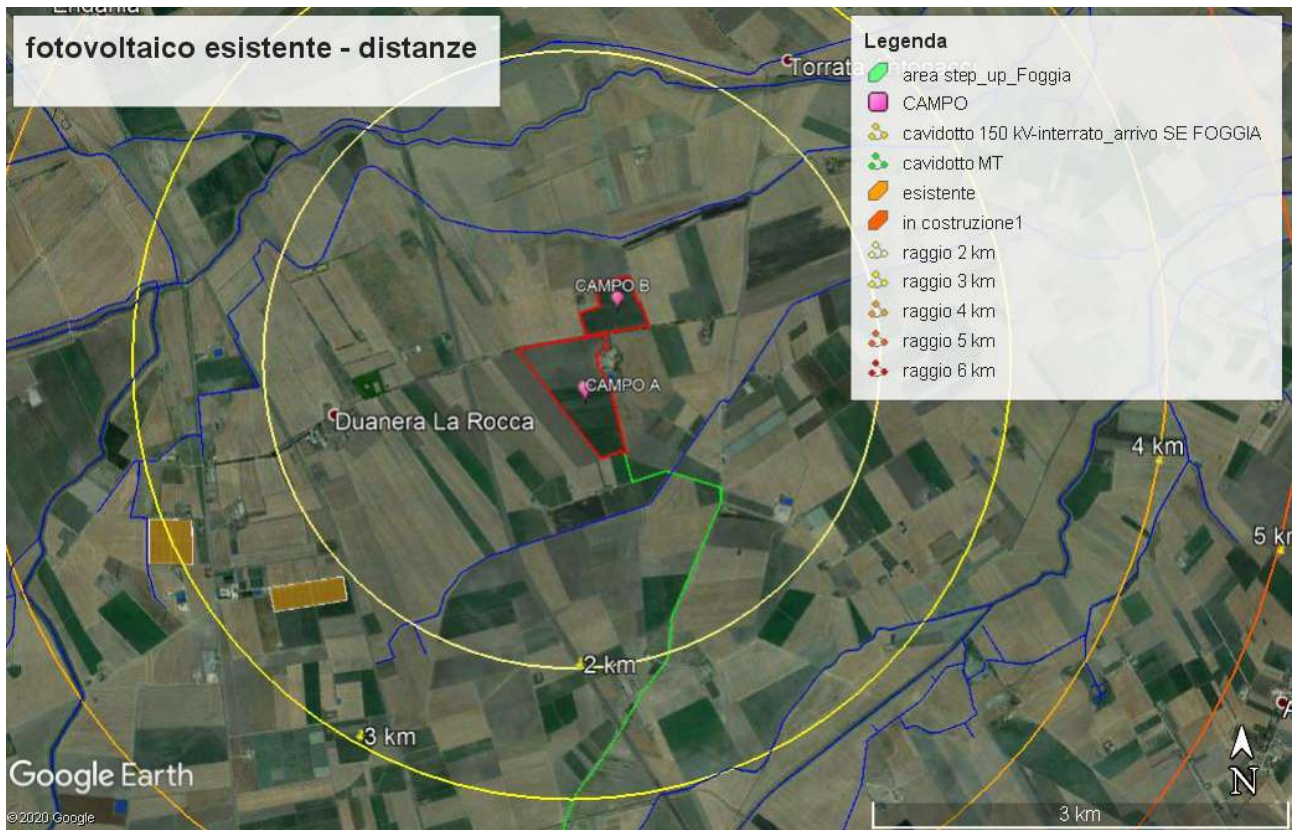 fotovoltaico esistente - distanze
Legenda
area step_up_Foggia
CAMPO
cavidotto 150 kV-interrato_arrivo SE FOGGIA
cavidotto MT
esistente
in costruzione1
raggio 2 km
raggio 3 km
raggio 4 km
raggio 5 km
raggio 6 km
Torrata
CAMPO B
CAMPO A
Duanera La Rocca
4 km
5 km
2 km
3 km
N
Google Earth
©2020 Google
3 km